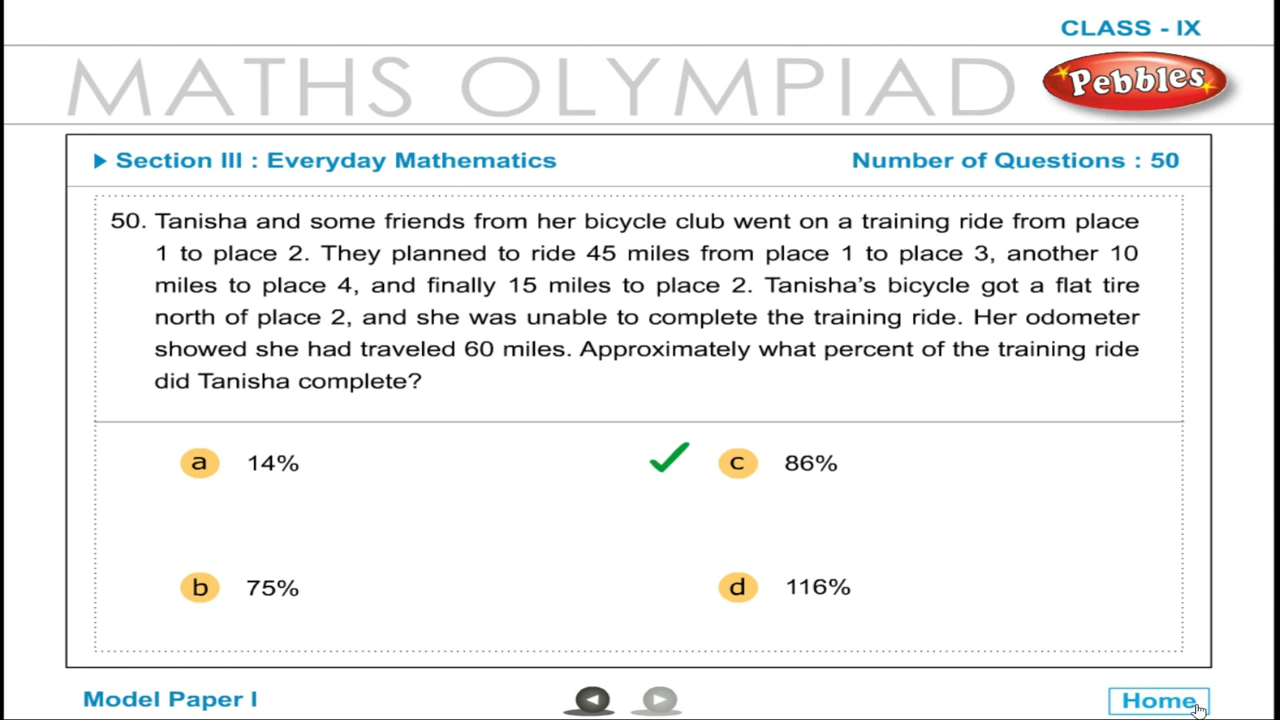 CLASS - IX
MATHS OLYMPIAD
Pebbles
Section III : Everyday Mathematics
Number of Questions : 50
50. Tanisha and some friends from her bicycle club went on a training ride from place
1 to place 2. They planned to ride 45 miles from place 1 to place 3, another 10
miles to place 4, and finally 15 miles to place 2. Tanisha's bicycle got a flat tire
north of place 2, and she was unable to complete the training ride. Her odometer
showed she had traveled 60 miles. Approximately what percent of the training ride
did Tanisha complete?
a 14%
c 86%
b 75%
d 116%
Model Paper I
Home